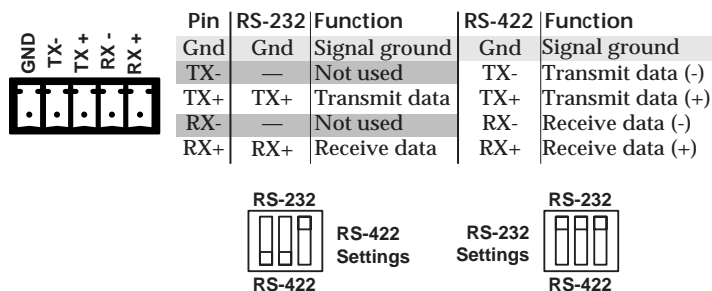 GND
TX-
TX+
RX -
RX +
Pin RS-232 Function RS-422 Function
Gnd Gnd Signal ground Gnd Signal ground
TX- — Not used TX- Transmit data (-)
TX+ TX+ Transmit data TX+ Transmit data (+)
RX- — Not used RX- Receive data (-)
RX+ RX+ Receive data RX+ Receive data (+)
RS-232
RS-422
Settings
RS-422
RS-232
RS-232
Settings
RS-422